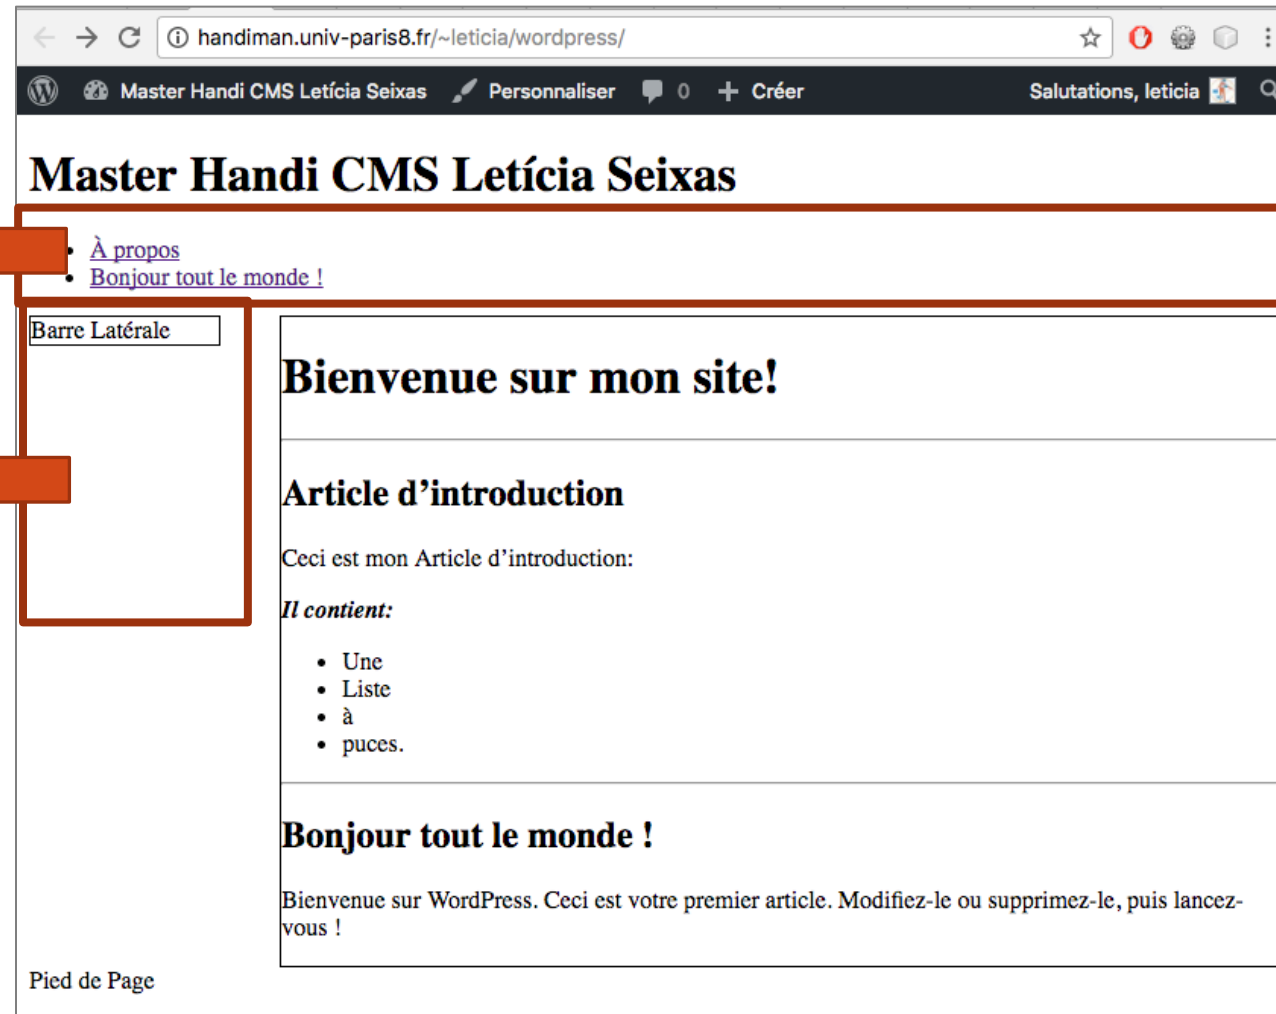 handiman.univ-paris8.fr/~leticia/wordpress/
Master Handi CMS Letícia Seixas Personnaliser 0 + Créer Salutations, leticia
Master Handi CMS Letícia Seixas
• À propos
• Bonjour tout le monde !
Barre Latérale
Bienvenue sur mon site!
Article d’introduction
Ceci est mon Article d’introduction:
Il contient:
• Une
• Liste
• à
• puces.
Bonjour tout le monde !
Bienvenue sur WordPress. Ceci est votre premier article. Modifiez-le ou supprimez-le, puis lancez-
vous !
Pied de Page